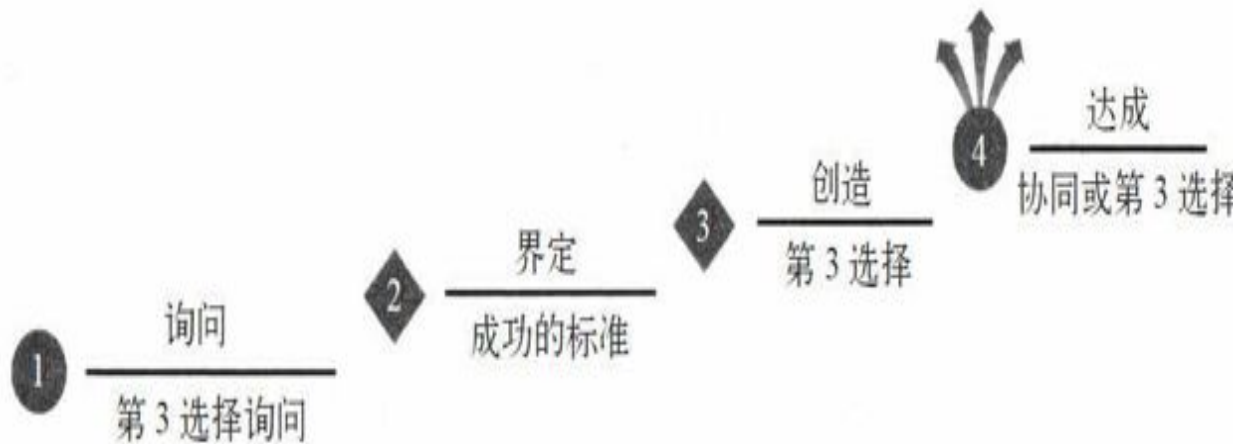 1
询问
第 3 选择询问
2
界定
成功的标准
3
创造
第 3 选择
4
达成
协同或第 3 选择